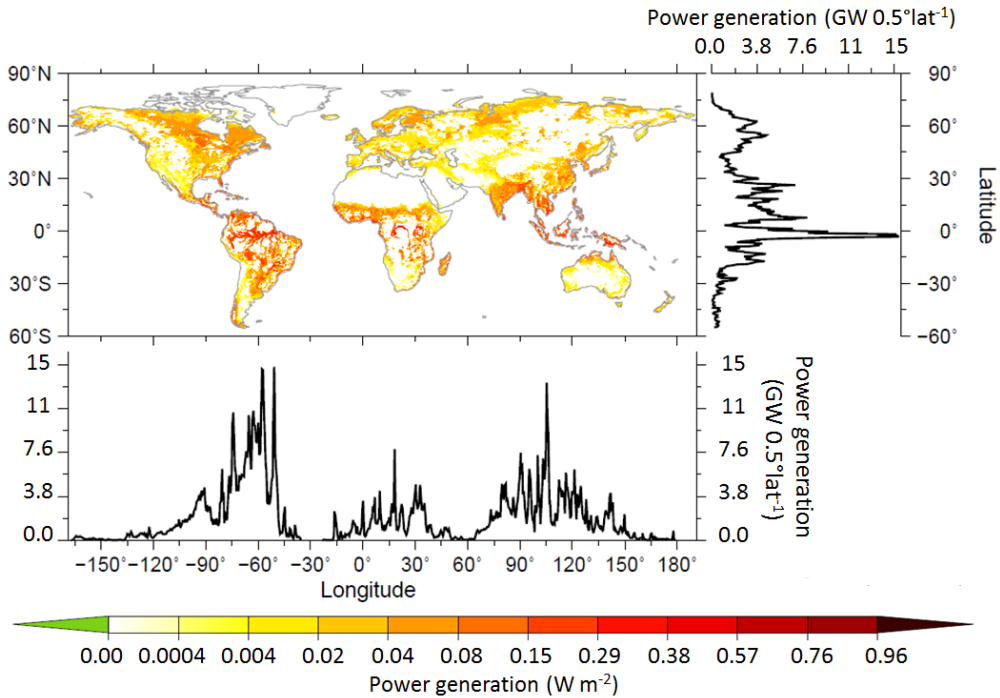 Power generation (GW 0.5°lat⁻¹)
0.0 3.8 7.6 11 15
90°N
60°N
30°N
0°
30°S
60°S
90°
60°
30°
0°
−30°
−60°
Latitude
15
11
7.6
3.8
0.0
15
11
7.6
3.8
0.0
Power generation
(GW 0.5°lat⁻¹)
−150° −120° −90° −60° −30° 0° 30° 60° 90° 120° 150° 180°
Longitude
0.00 0.0004 0.004 0.02 0.04 0.08 0.15 0.29 0.38 0.57 0.76 0.96
Power generation (W m⁻²)